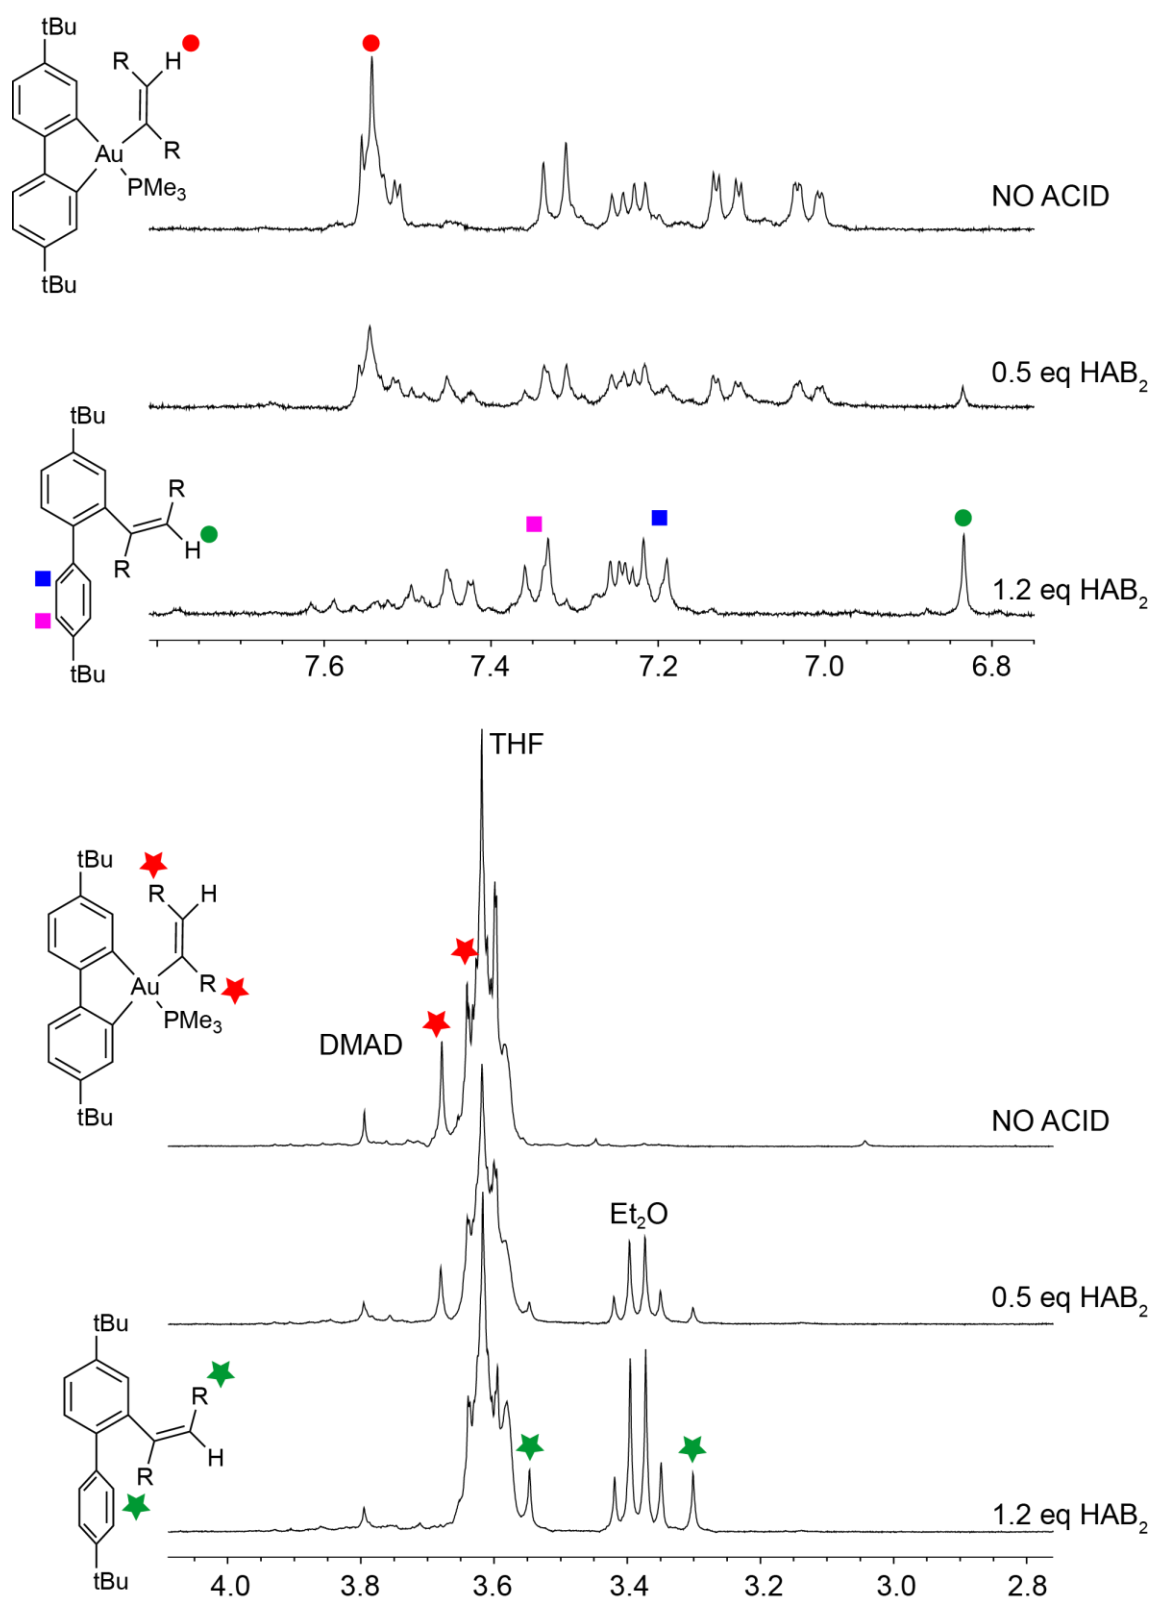 tBu
R
H
Au
R
PMe3
NO ACID
tBu
0.5 eq HAB2
tBu
R
H
R
1.2 eq HAB2
tBu
7.6 7.4 7.2 7.0 6.8
THF
tBu
R
H
R
Au
PMe3
DMAD
tBu
NO ACID
Et2O
0.5 eq HAB2
tBu
R
H
R
1.2 eq HAB2
tBu
4.0 3.8 3.6 3.4 3.2 3.0 2.8